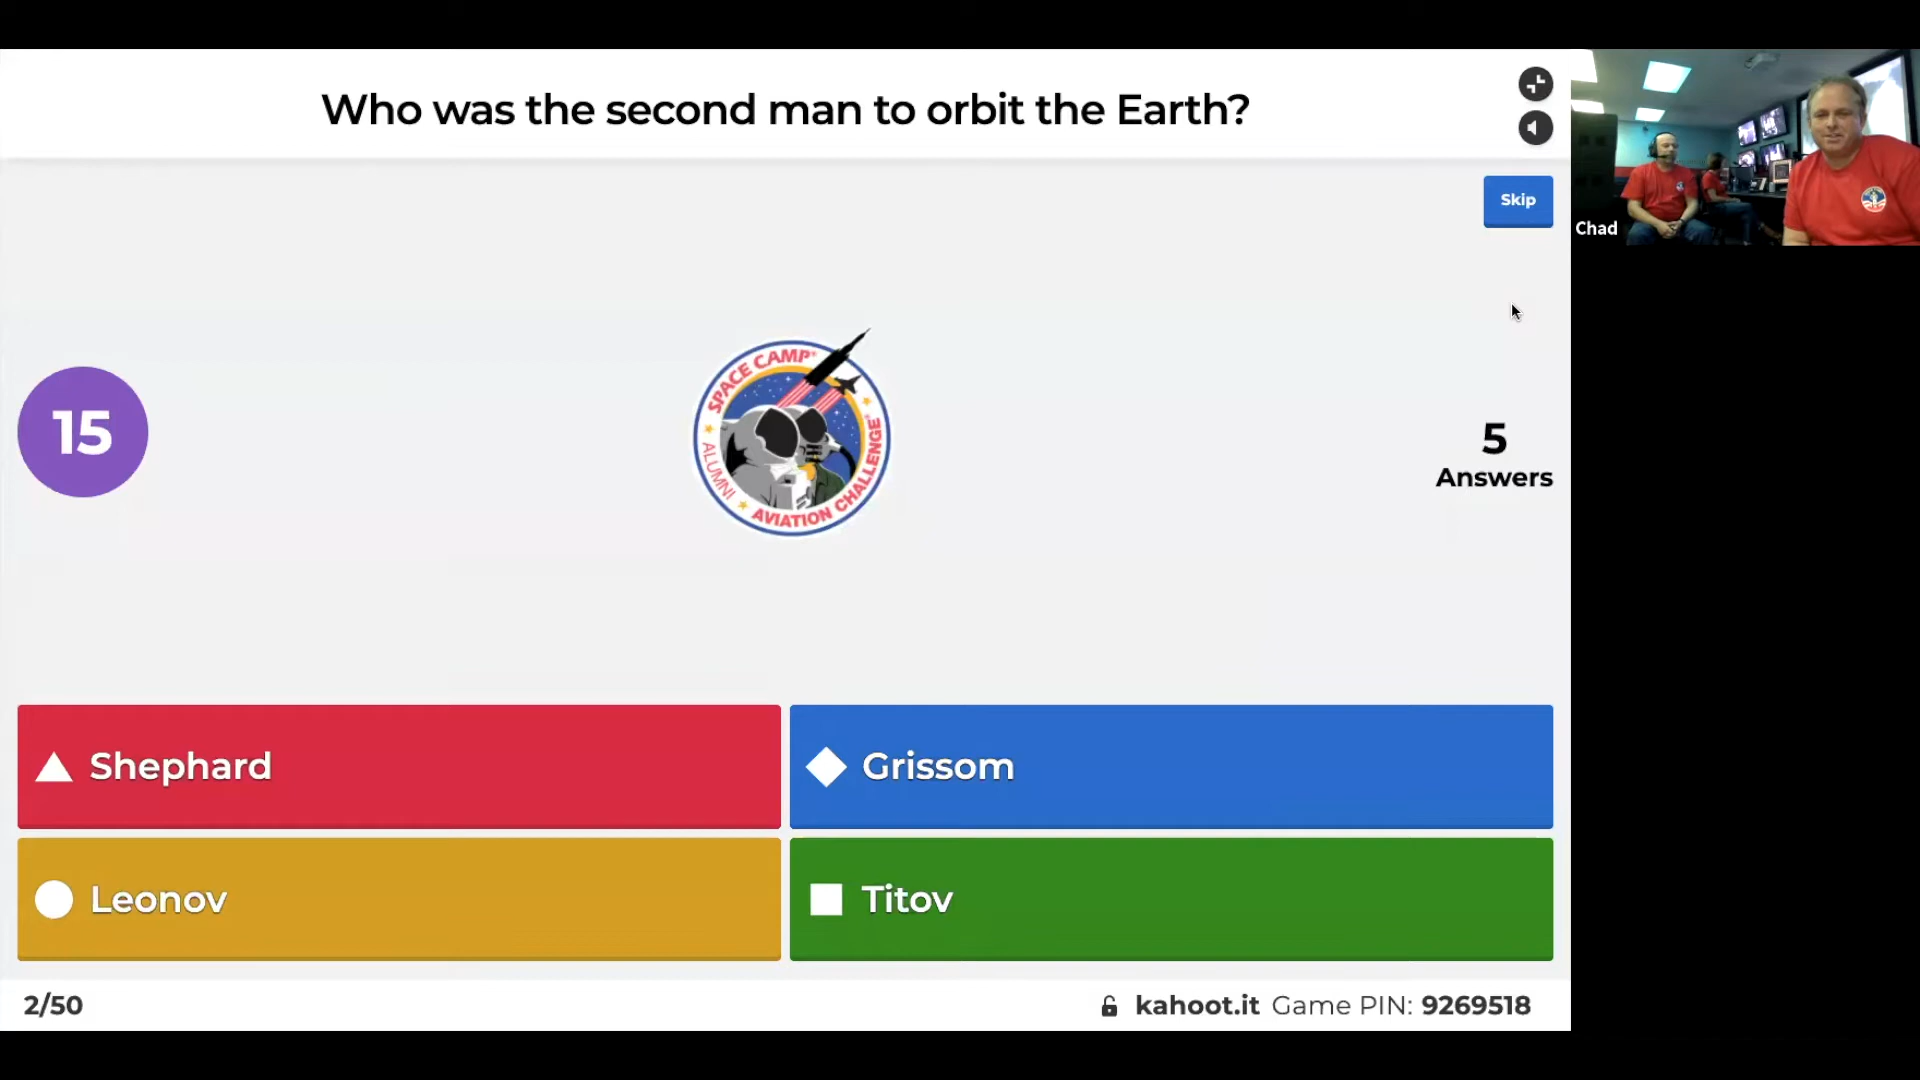 Who was the second man to orbit the Earth?
Skip
Chad
15
SPACE CAMP
ALUMNI
AVIATION CHALLENGE
5
Answers
Shephard
Grissom
Leonov
Titov
2/50
kahoot.it Game PIN: 9269518